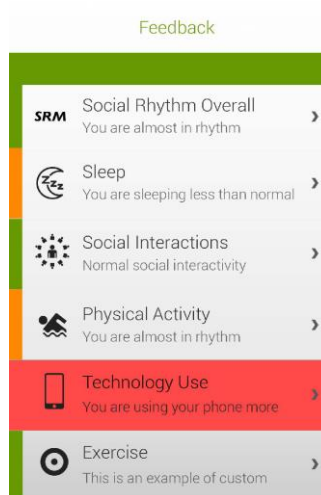 Feedback
SRM
Social Rhythm Overall
You are almost in rhythm
Zzz
Sleep
You are sleeping less than normal
Social Interactions
Normal social interactivity
Physical Activity
You are almost in rhythm
Technology Use
You are using your phone more
Exercise
This is an example of custom